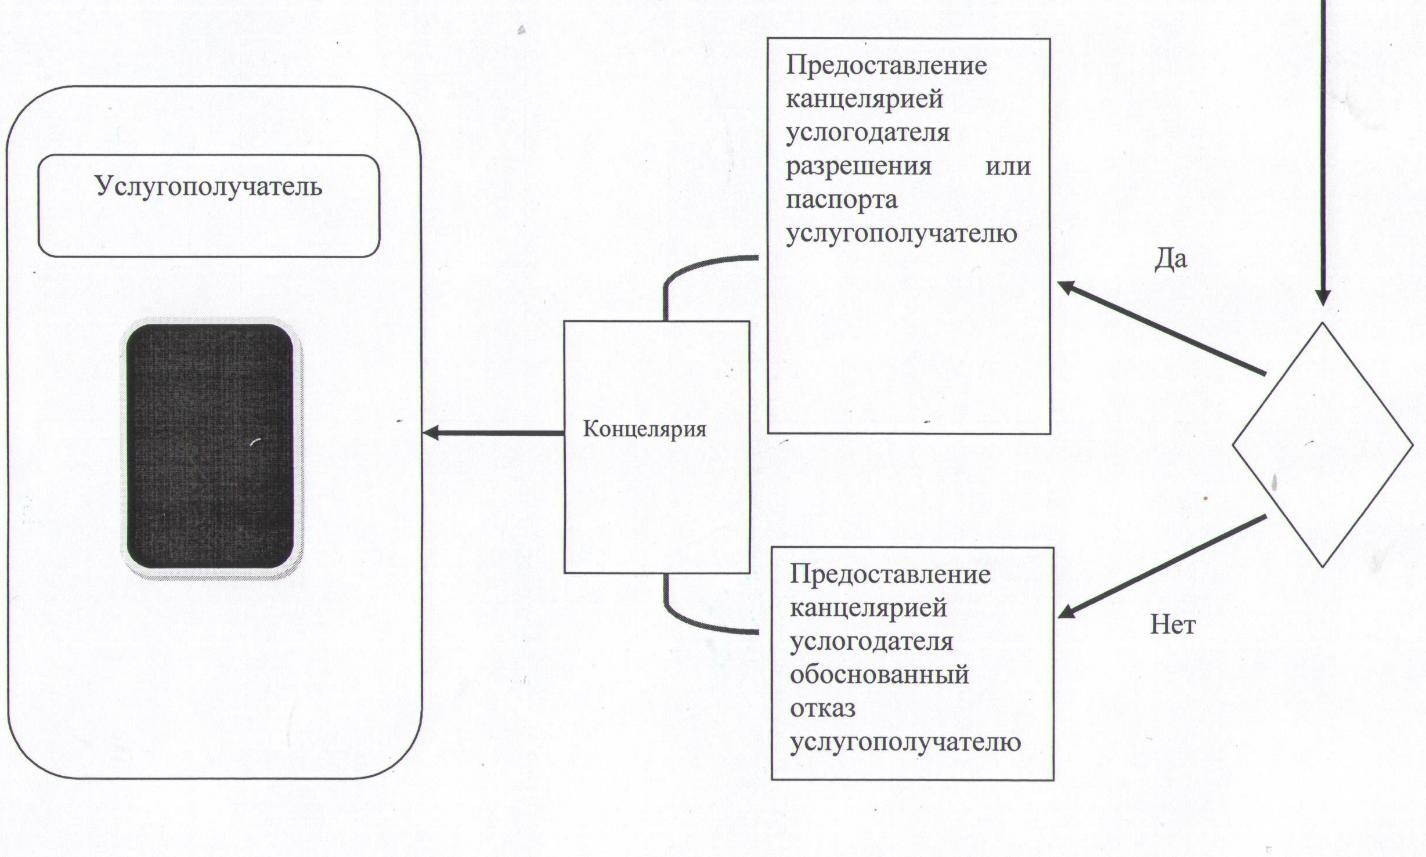 Услугополучатель
Предоставление
канцелярией
услогодателя
разрешения или
паспорта
услугополучателю
Да
Концелярия
Предоставление
канцелярией
услогодателя
обоснованный
отказ
услугополучателю
Нет